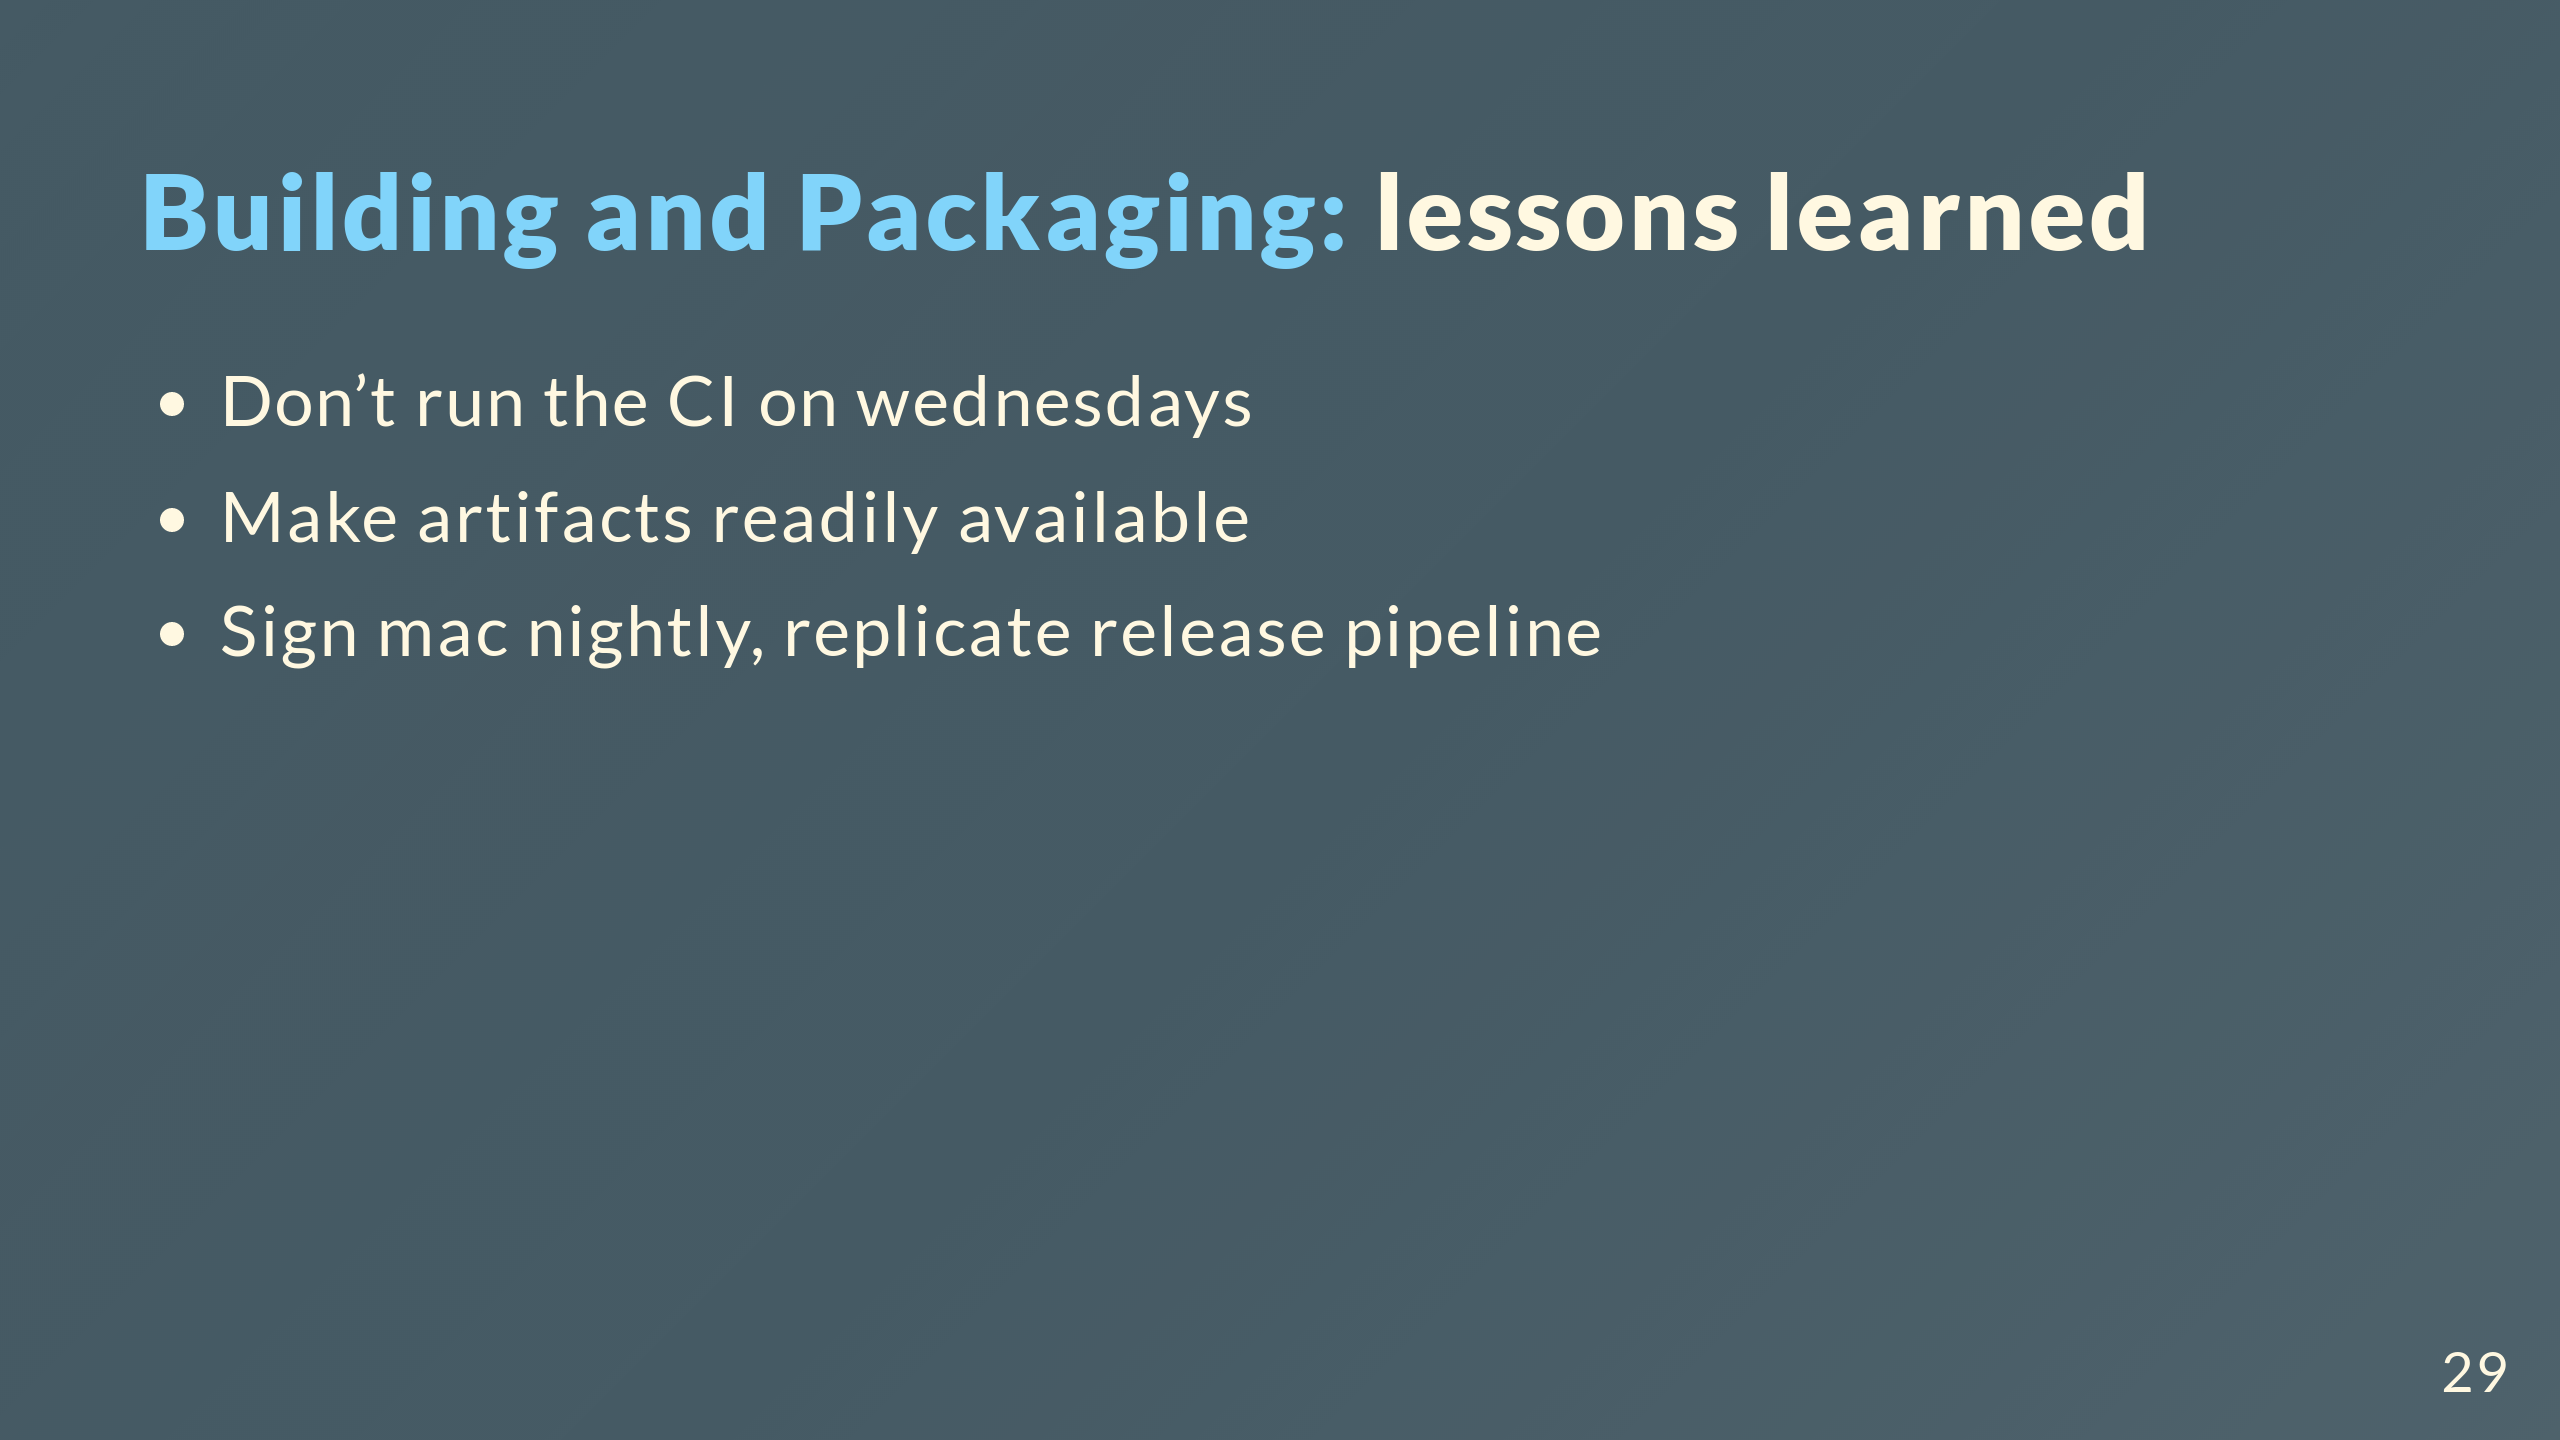 Building and Packaging: lessons learned
• Don’t run the CI on wednesdays
• Make artifacts readily available
• Sign mac nightly, replicate release pipeline
29